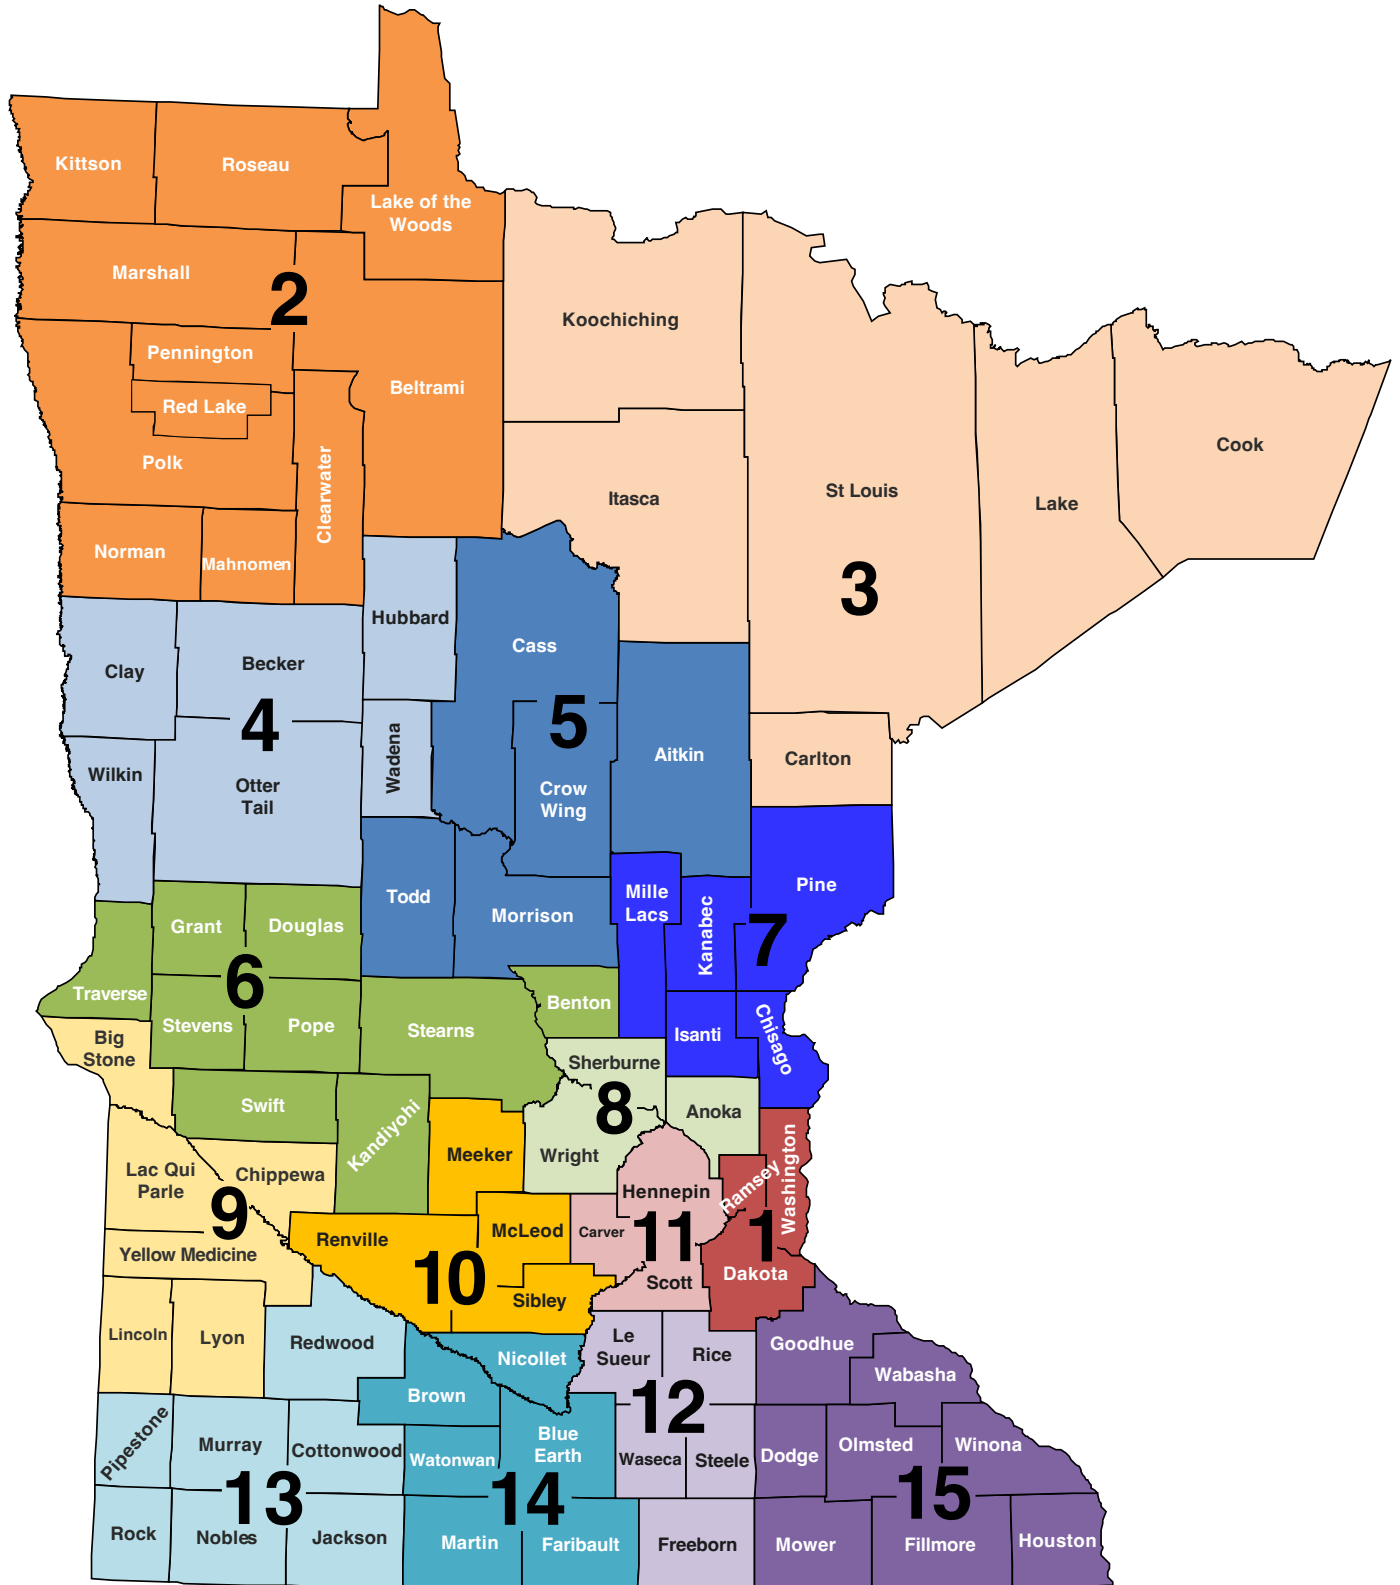 Kittson
Roseau
Lake of the
Woods
Marshall
2
Koochiching
Pennington
Beltrami
Red Lake
Cook
Polk
Clearwater
St Louis
Itasca
Lake
Norman
Mahnomen
3
Hubbard
Cass
Becker
Clay
4
5
Wadena
Aitkin
Carlton
Wilkin
Otter
Tail
Crow
Wing
Todd
Mille
Lacs
Pine
Morrison
Kanabec
7
Grant
Douglas
6
Traverse
Benton
Stevens
Pope
Stearns
Isanti
Chisago
Big
Stone
Sherburne
8
Swift
Anoka
Kandiyohi
Meeker
Wright
Washington
Lac Qui
Parle
Chippewa
Ramsey
Hennepin
9
McLeod
Carver
11
1
Renville
Yellow Medicine
10
Dakota
Scott
Sibley
Lincoln
Lyon
Redwood
Le
Sueur
Rice
Goodhue
Nicollet
Wabasha
Brown
12
Pipestone
Murray
Cottonwood
Blue
Earth
Watonwan
Waseca
Steele
Dodge
Olmsted
Winona
13
14
15
Rock
Nobles
Jackson
Martin
Faribault
Freeborn
Mower
Fillmore
Houston